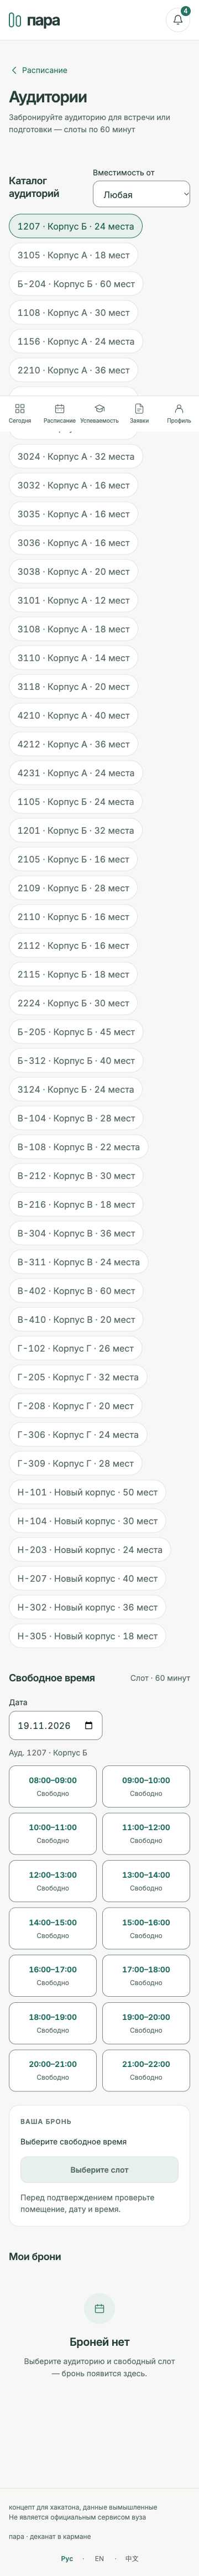 пара
4
Расписание
Аудитории
Забронируйте аудиторию для встречи или
подготовки — слоты по 60 минут
Каталог
аудиторий
Вместимость от
Любая
1207 · Корпус Б · 24 места
3105 · Корпус А · 18 мест
Б-204 · Корпус Б · 60 мест
1108 · Корпус А · 30 мест
1156 · Корпус А · 24 места
2210 · Корпус А · 36 мест
Сегодня
Расписание
Успеваемость
Заявки
Профиль
3024 · Корпус А · 32 места
3032 · Корпус А · 16 мест
3035 · Корпус А · 16 мест
3036 · Корпус А · 16 мест
3038 · Корпус А · 20 мест
3101 · Корпус А · 12 мест
3108 · Корпус А · 18 мест
3110 · Корпус А · 14 мест
3118 · Корпус А · 20 мест
4210 · Корпус А · 40 мест
4212 · Корпус А · 36 мест
4231 · Корпус А · 24 места
1105 · Корпус Б · 24 места
1201 · Корпус Б · 32 места
2105 · Корпус Б · 16 мест
2109 · Корпус Б · 28 мест
2110 · Корпус Б · 16 мест
2112 · Корпус Б · 16 мест
2115 · Корпус Б · 18 мест
2224 · Корпус Б · 30 мест
Б-205 · Корпус Б · 45 мест
Б-312 · Корпус Б · 40 мест
3124 · Корпус Б · 24 места
В-104 · Корпус В · 28 мест
В-108 · Корпус В · 22 места
В-212 · Корпус В · 30 мест
В-216 · Корпус В · 18 мест
В-304 · Корпус В · 36 мест
В-311 · Корпус В · 24 места
В-402 · Корпус В · 60 мест
В-410 · Корпус В · 20 мест
Г-102 · Корпус Г · 26 мест
Г-205 · Корпус Г · 32 места
Г-208 · Корпус Г · 20 мест
Г-306 · Корпус Г · 24 места
Г-309 · Корпус Г · 28 мест
Н-101 · Новый корпус · 50 мест
Н-104 · Новый корпус · 30 мест
Н-203 · Новый корпус · 24 места
Н-207 · Новый корпус · 40 мест
Н-302 · Новый корпус · 36 мест
Н-305 · Новый корпус · 18 мест
Свободное время
Слот · 60 минут
Дата
19.11.2026
Ауд. 1207 · Корпус Б
08:00–09:00
Свободно
09:00–10:00
Свободно
10:00–11:00
Свободно
11:00–12:00
Свободно
12:00–13:00
Свободно
13:00–14:00
Свободно
14:00–15:00
Свободно
15:00–16:00
Свободно
16:00–17:00
Свободно
17:00–18:00
Свободно
18:00–19:00
Свободно
19:00–20:00
Свободно
20:00–21:00
Свободно
21:00–22:00
Свободно
ВАША БРОНЬ
Выберите свободное время
Выберите слот
Перед подтверждением проверьте
помещение, дату и время.
Мои брони
Броней нет
Выберите аудиторию и свободный слот
— бронь появится здесь.
концепт для хакатона, данные вымышленные
Не является официальным сервисом вуза
пара · деканат в кармане
Рус · EN · 中文